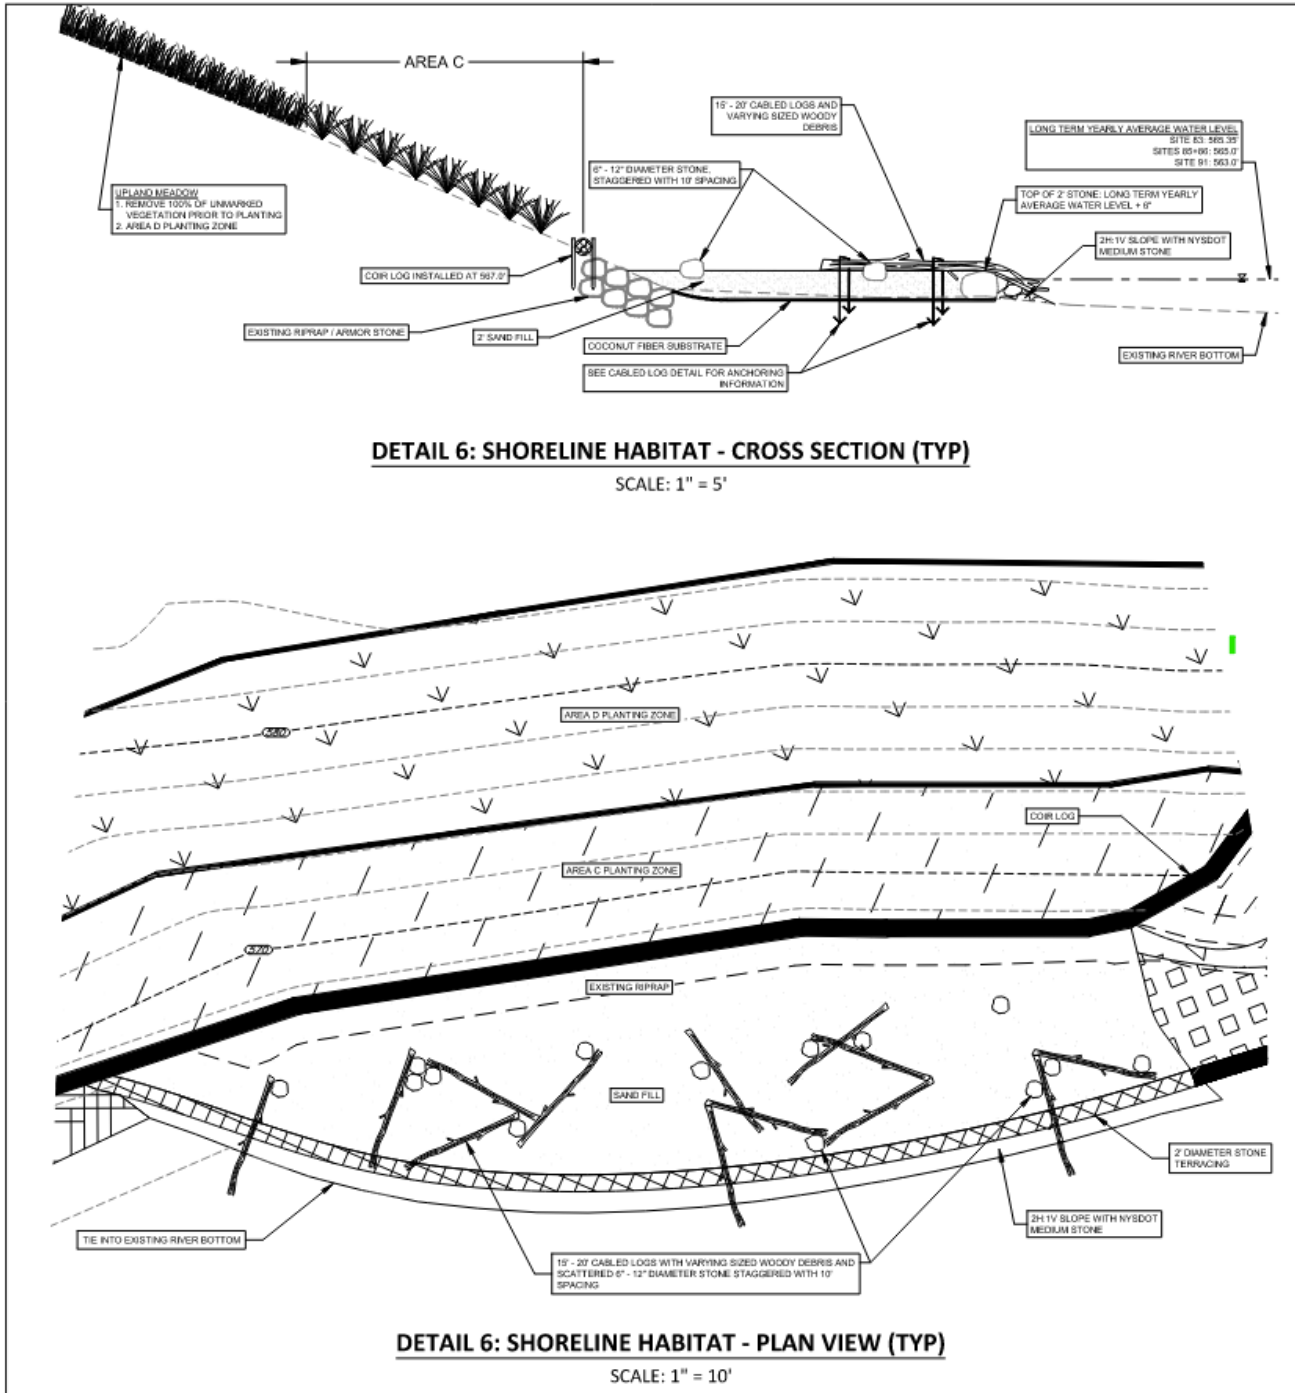 AREA C
15' - 20' CABLED LOGS AND
VARYING SIZED WOODY
DEBRIS
LONG TERM YEARLY AVERAGE WATER LEVEL
SITE 83: 565.35'
SITES 85+86: 565.0'
SITE 91: 563.0'
6" - 12" DIAMETER STONE,
STAGGERED WITH 10' SPACING
UPLAND MEADOW
1. REMOVE 100% OF UNMARKED
VEGETATION PRIOR TO PLANTING
2. AREA D PLANTING ZONE
TOP OF 2' STONE: LONG TERM YEARLY
AVERAGE WATER LEVEL + 6"
2H:1V SLOPE WITH NYSDOT
MEDIUM STONE
COIR LOG INSTALLED AT 567.0'
EXISTING RIPRAP / ARMOR STONE
2' SAND FILL
COCONUT FIBER SUBSTRATE
EXISTING RIVER BOTTOM
SEE CABLED LOG DETAIL FOR ANCHORING
INFORMATION
DETAIL 6: SHORELINE HABITAT - CROSS SECTION (TYP)
SCALE: 1" = 5'
AREA D PLANTING ZONE
580
COIR LOG
AREA C PLANTING ZONE
570
EXISTING RIPRAP
SAND FILL
2' DIAMETER STONE
TERRACING
2H:1V SLOPE WITH NYSDOT
MEDIUM STONE
TIE INTO EXISTING RIVER BOTTOM
15' - 20' CABLED LOGS WITH VARYING SIZED WOODY DEBRIS AND
SCATTERED 6" - 12" DIAMETER STONE STAGGERED WITH 10'
SPACING
DETAIL 6: SHORELINE HABITAT - PLAN VIEW (TYP)
SCALE: 1" = 10'